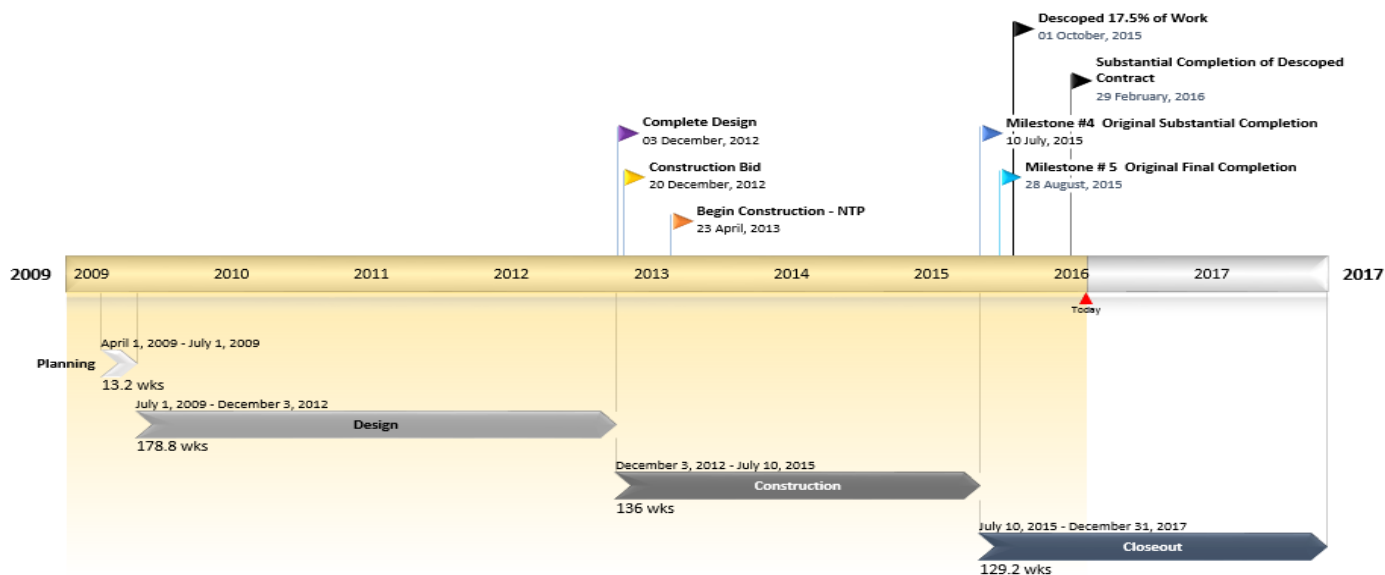 Descoped 17.5% of Work
01 October, 2015
Substantial Completion of Descoped
Contract
29 February, 2016
Complete Design
03 December, 2012
Milestone #4 Original Substantial Completion
10 July, 2015
Construction Bid
20 December, 2012
Milestone # 5 Original Final Completion
28 August, 2015
Begin Construction - NTP
23 April, 2013
2009 2009 2010 2011 2012 2013 2014 2015 2016 2017 2017
Today
April 1, 2009 - July 1, 2009
Planning
13.2 wks
July 1, 2009 - December 3, 2012
Design
178.8 wks
December 3, 2012 - July 10, 2015
Construction
136 wks
July 10, 2015 - December 31, 2017
Closeout
129.2 wks